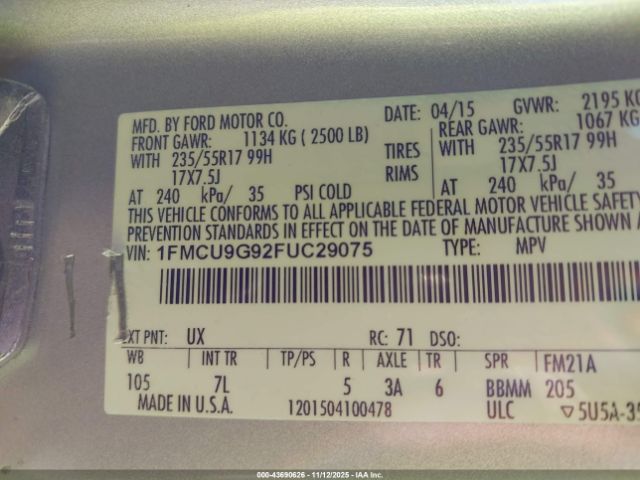 MFD. BY FORD MOTOR CO.
DATE: 04/15 GVWR: 2195 KG
FRONT GAWR: 1134 KG ( 2500 LB)
REAR GAWR: 1067 KG
WITH 235/55R17 99H TIRES WITH 235/55R17 99H
17X7.5J RIMS 17X7.5J
AT 240 kPa/ 35 PSI COLD AT 240 kPa/ 35
THIS VEHICLE CONFORMS TO ALL APPLICABLE FEDERAL MOTOR VEHICLE
PREVENTION STANDARDS IN EFFECT ON THE DATE OF MANUFACTURE SHOWN
VIN: 1FMCU9G92FUC29075 TYPE: MPV
EXT PNT: UX RC: 71 DSO:
WB INT TR TP/PS R AXLE TR SPR FM21A
105 7L 5 3A 6 BBMM 205
MADE IN U.S.A. 1201504100478 ULC ▽5U5A-35
000-43690626 - 11/12/2025 - IAA Inc.